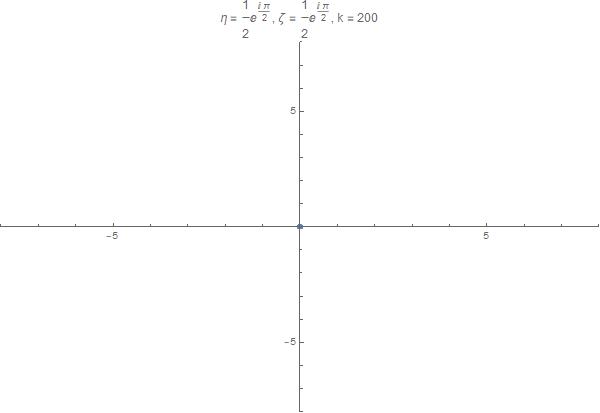 η = 1/2 e^(iπ/2), ζ = 1/2 e^(iπ/2), k = 200
5
−5
5
−5